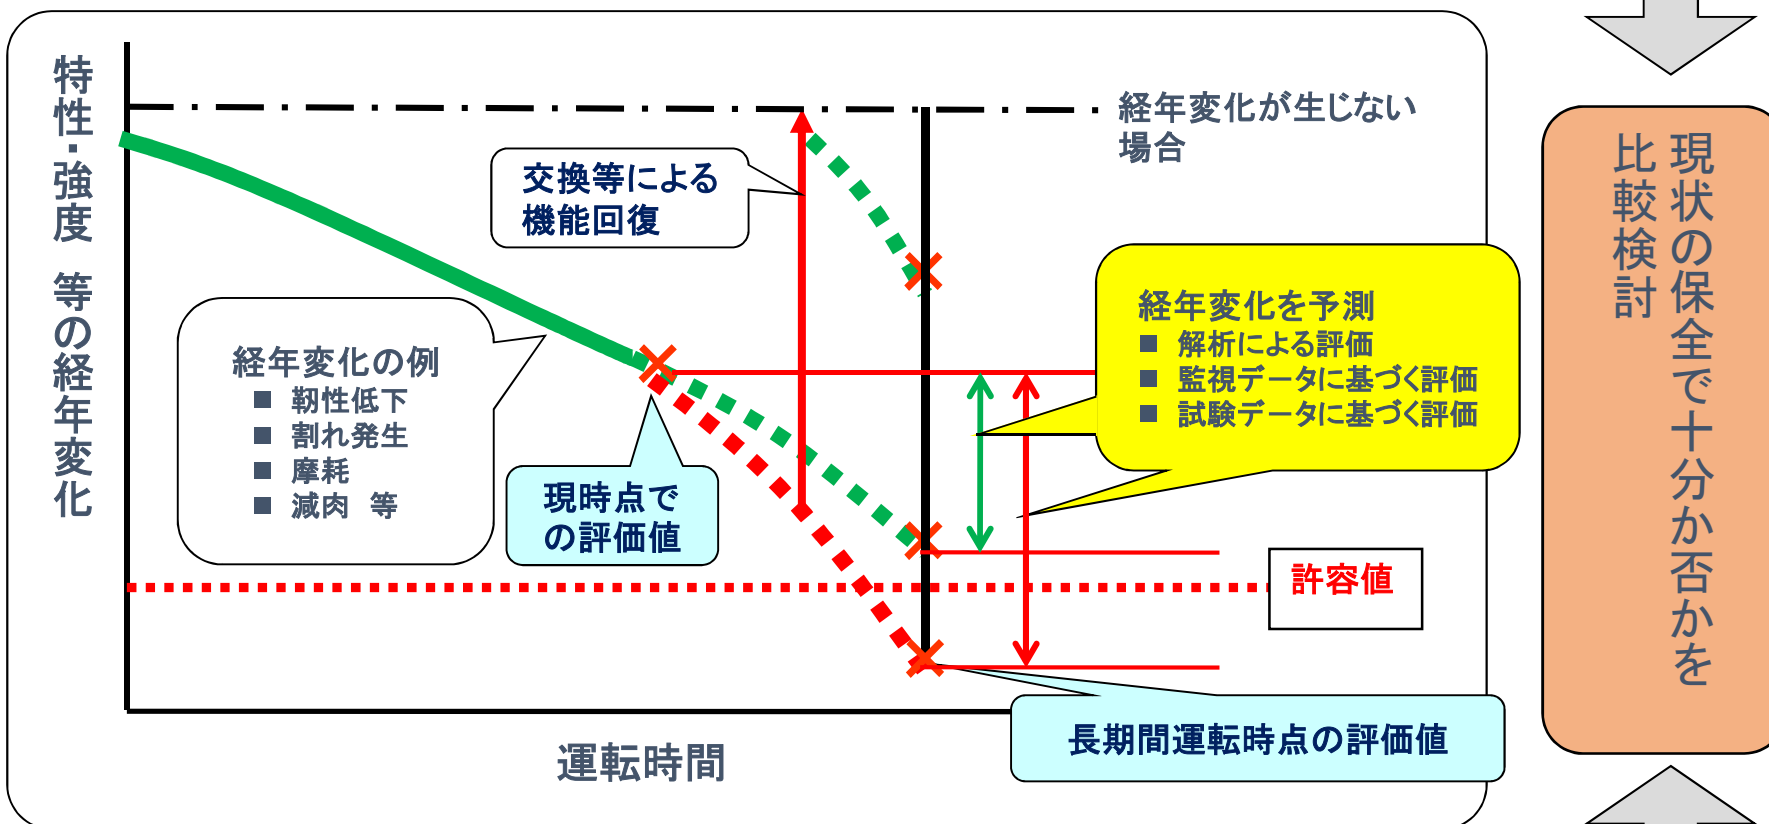 特性・強度 等の経年変化
経年変化が生じない
場合
交換等による
機能回復
経年変化の例
■ 靭性低下
■ 割れ発生
■ 摩耗
■ 減肉 等
現時点で
の評価値
経年変化を予測
■ 解析による評価
■ 監視データに基づく評価
■ 試験データに基づく評価
許容値
長期間運転時点の評価値
運転時間
現状の保全で十分か否かを
比較検討